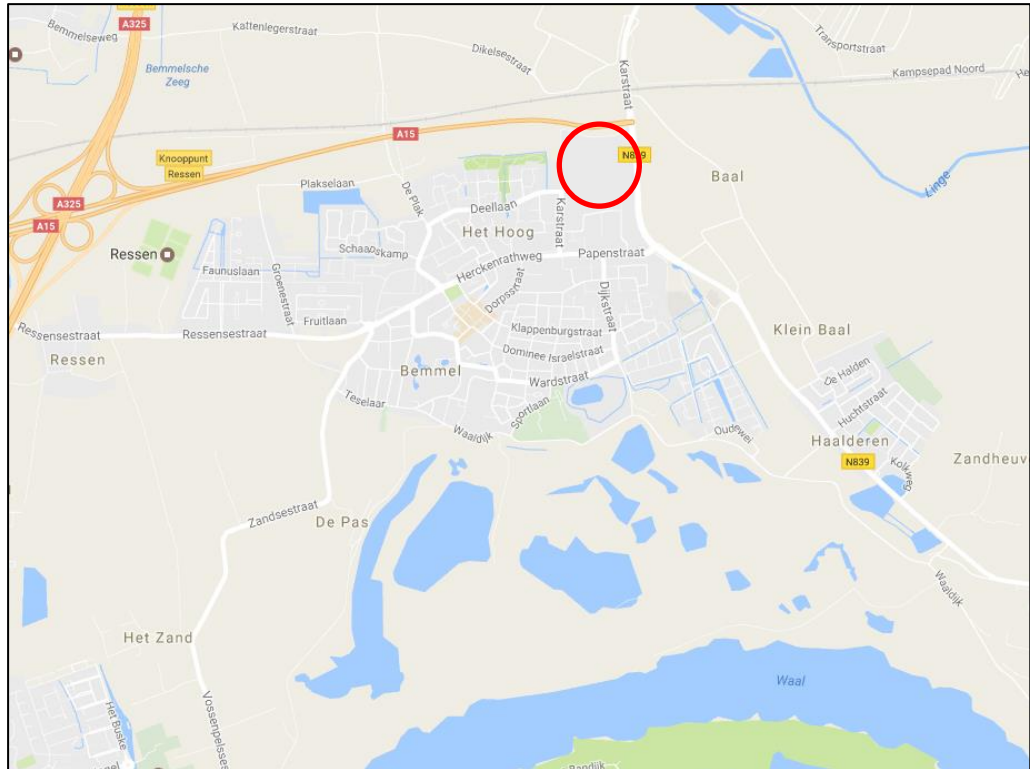 A325
Bemmelseweg
Kattenlegerstraat
Karstraat
Transportstraat
Dikelsestraat
Bemmelsche
Zeeg
Kampsepad Noord
He
A15
Knooppunt
Ressen
N839
Baal
Linge
Plakselaan
De Plak
Deellaan
Karstraat
A325
A15
Het Hoog
Schaapskamp
Herckenrathweg
Papenstraat
Ressen
Faunuslaan
Groenestraat
Dorpsstraat
Dijkstraat
Fruitlaan
Klappenburgstraat
Klein Baal
Ressensestraat
Ressensestraat
Dominee Israelstraat
Ressen
Bemmel
Wardstraat
De Halden
Huchtstraat
Teselaar
Sportlaan
Waaldijk
Oudewei
Haalderen
N839
Kolkweg
Zandheuv
Zandsestraat
De Pas
Waaldijk
Het Zand
Waal
Vossenpelsses
Het Buske
Bandijk